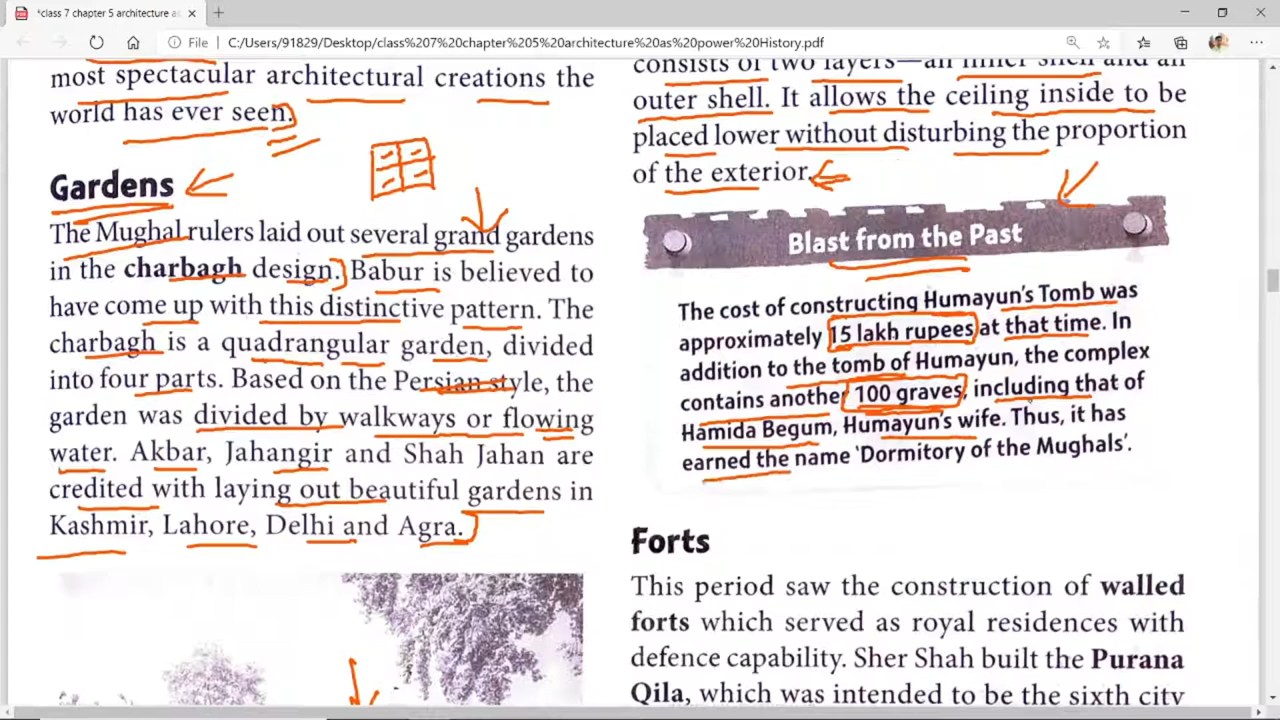 *class 7 chapter 5 architecture as
File
C:/Users/91829/Desktop/class%207%20chapter%205%20architecture%20as%20power%20History.pdf
most spectacular architectural creations the
world has ever seen.
Gardens
The Mughal rulers laid out several grand gardens
in the charbagh design. Babur is believed to
have come up with this distinctive pattern. The
charbagh is a quadrangular garden, divided
into four parts. Based on the Persian style, the
garden was divided by walkways or flowing
water. Akbar, Jahangir and Shah Jahan are
credited with laying out beautiful gardens in
Kashmir, Lahore, Delhi and Agra.
consists of two layers—an inner shell and an
outer shell. It allows the ceiling inside to be
placed lower without disturbing the proportion
of the exterior.
Blast from the Past
The cost of constructing Humayun's Tomb was
approximately 15 lakh rupees at that time. In
addition to the tomb of Humayun, the complex
contains another 100 graves, including that of
Hamida Begum, Humayun's wife. Thus, it has
earned the name 'Dormitory of the Mughals'.
Forts
This period saw the construction of walled
forts which served as royal residences with
defence capability. Sher Shah built the Purana
Qila, which was intended to be the sixth city